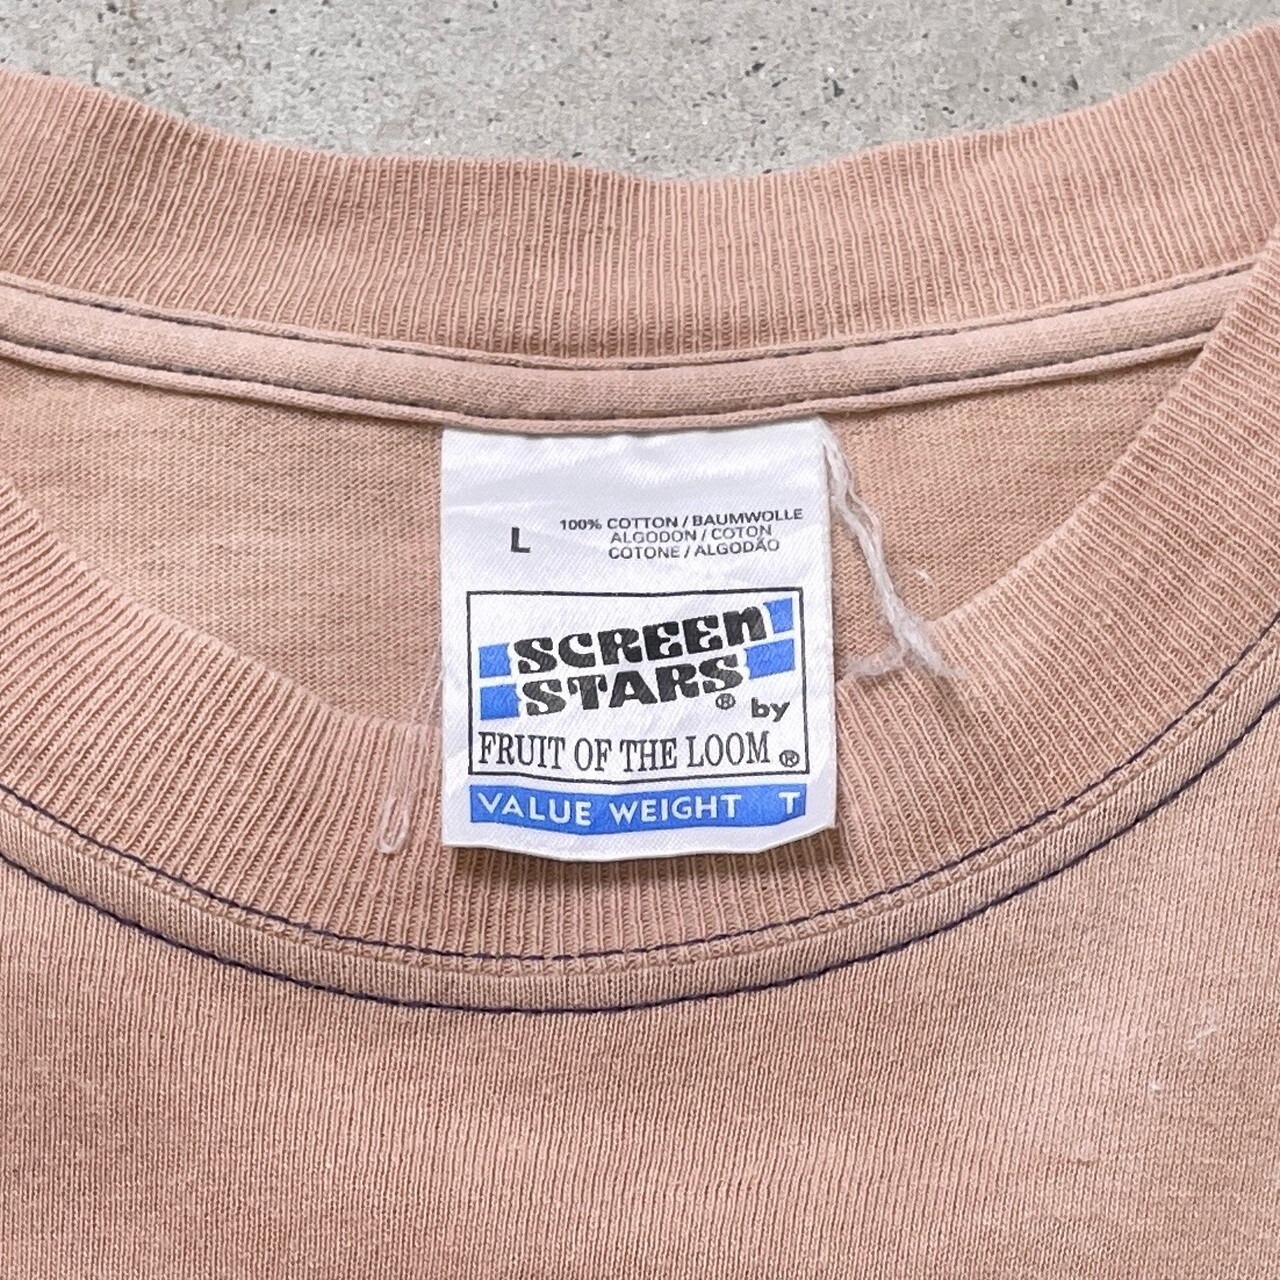 L
100% COTTON / BAUMWOLLE
ALGODON / COTON
COTONE / ALGODÃO
SCREEN
STARS® by
FRUIT OF THE LOOM®
VALUE WEIGHT T